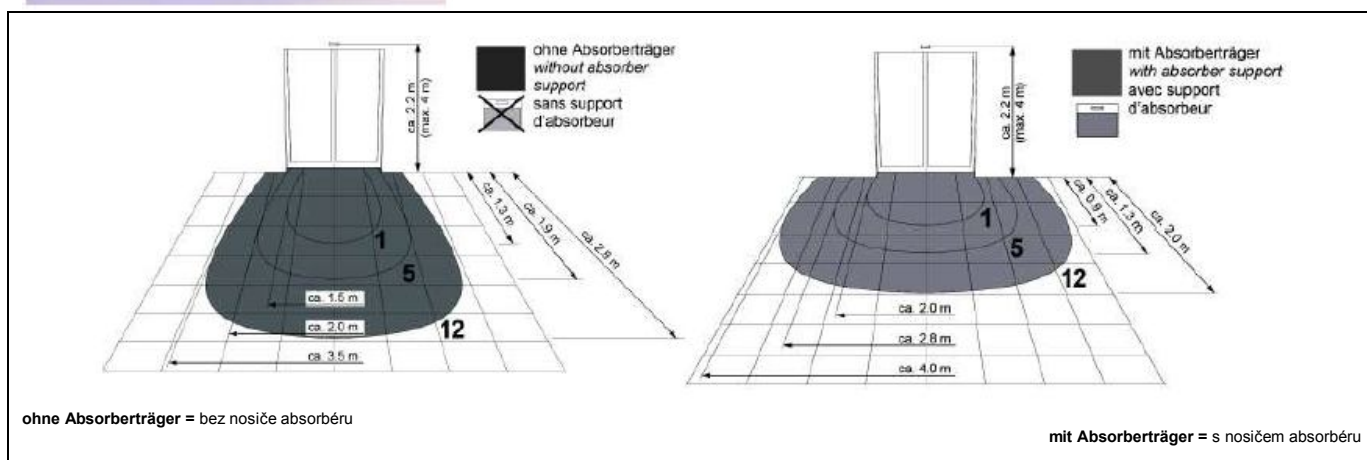 ohne Absorberträger
without absorber
support
sans support
d'absorbeur
ca. 2.2 m
(max. 4 m)
ca. 1.3 m
ca. 1.9 m
ca. 2.8 m
1
5
12
ca. 1.5 m
ca. 2.0 m
ca. 3.5 m
mit Absorberträger
with absorber support
avec support
d'absorbeur
ca. 2.2 m
(max. 4 m)
ca. 0.9 m
ca. 1.3 m
ca. 2.0 m
1
5
12
ca. 2.0 m
ca. 2.8 m
ca. 4.0 m
ohne Absorberträger = bez nosiče absorbéru
mit Absorberträger = s nosičem absorbéru